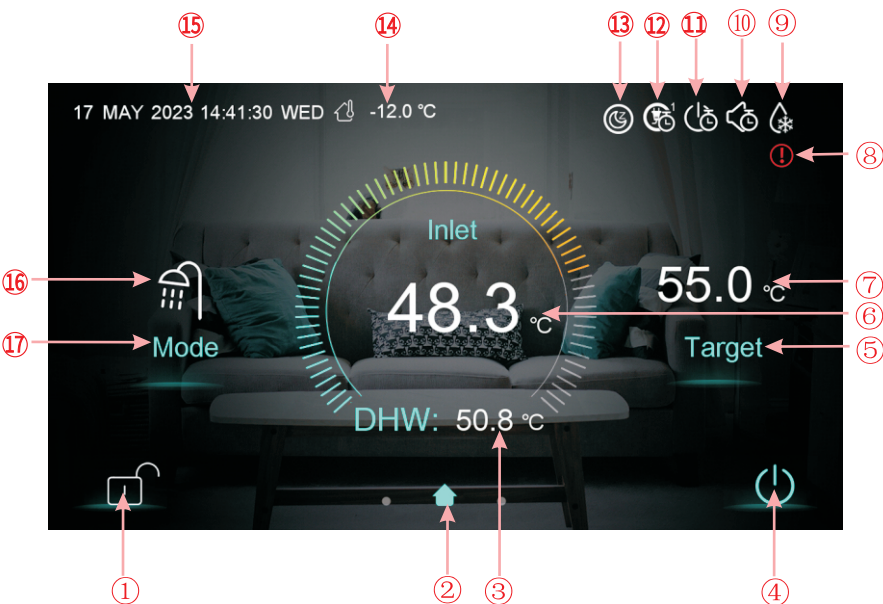 ⑮ ⑭ ⑬ ⑫ ⑪ ⑩ ⑨
17 MAY 2023 14:41:30 WED -12.0 ℃ 1
⑧
Inlet
⑯ 48.3 ℃ 55.0 ℃ ⑦
⑥
⑰ Mode Target ⑤
DHW: 50.8 ℃
① ② ③ ④